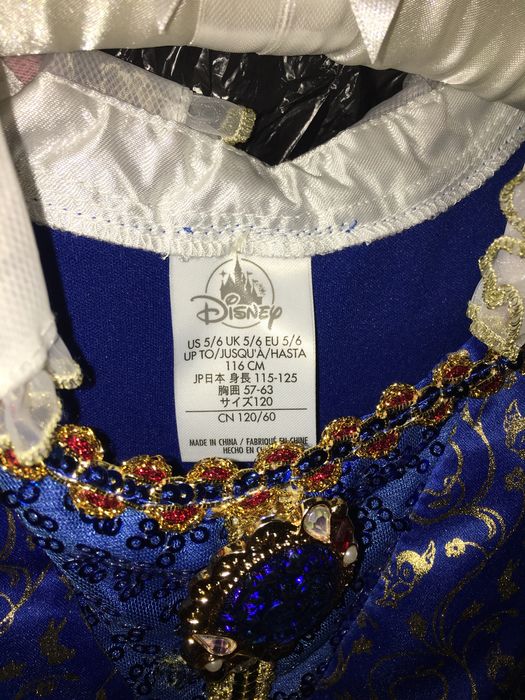 Disney
US 5/6 UK 5/6 EU 5/6
UP TO/JUSQU'À/HASTA
116 CM
JP日本 身長 115-125
胸囲 57-63
サイズ120
CN 120/60
MADE IN CHINA / FABRIQUÉ EN CHINE
HECHO EN